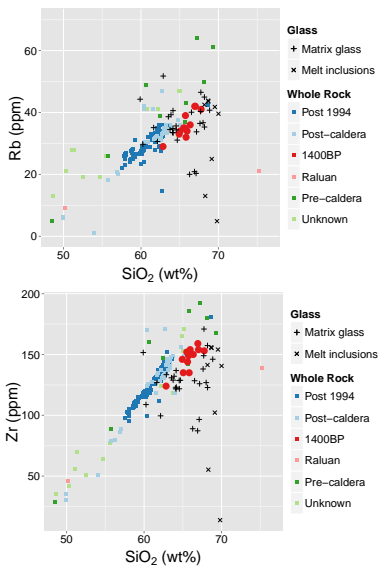 60
40
20
0
Rb (ppm)
50
60
70
SiO₂ (wt%)
Glass
Matrix glass
Melt inclusions
Whole Rock
Post 1994
Post−caldera
1400BP
Raluan
Pre−caldera
Unknown
200
150
100
50
Zr (ppm)
50
60
70
SiO₂ (wt%)
Glass
Matrix glass
Melt inclusions
Whole Rock
Post 1994
Post−caldera
1400BP
Raluan
Pre−caldera
Unknown